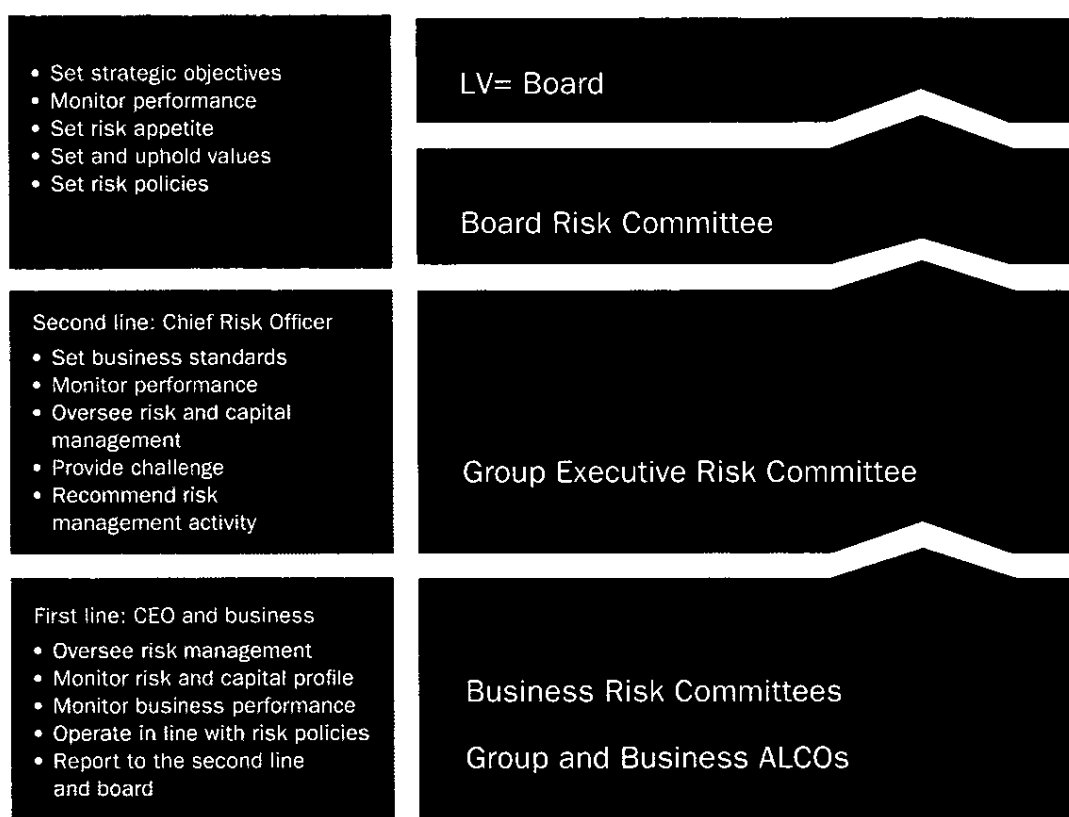 • Set strategic objectives
• Monitor performance
• Set risk appetite
• Set and uphold values
• Set risk policies
LV= Board
Board Risk Committee
Second line: Chief Risk Officer
• Set business standards
• Monitor performance
• Oversee risk and capital
management
• Provide challenge
• Recommend risk
management activity
Group Executive Risk Committee
First line: CEO and business
• Oversee risk management
• Monitor risk and capital profile
• Monitor business performance
• Operate in line with risk policies
• Report to the second line
and board
Business Risk Committees
Group and Business ALCOs